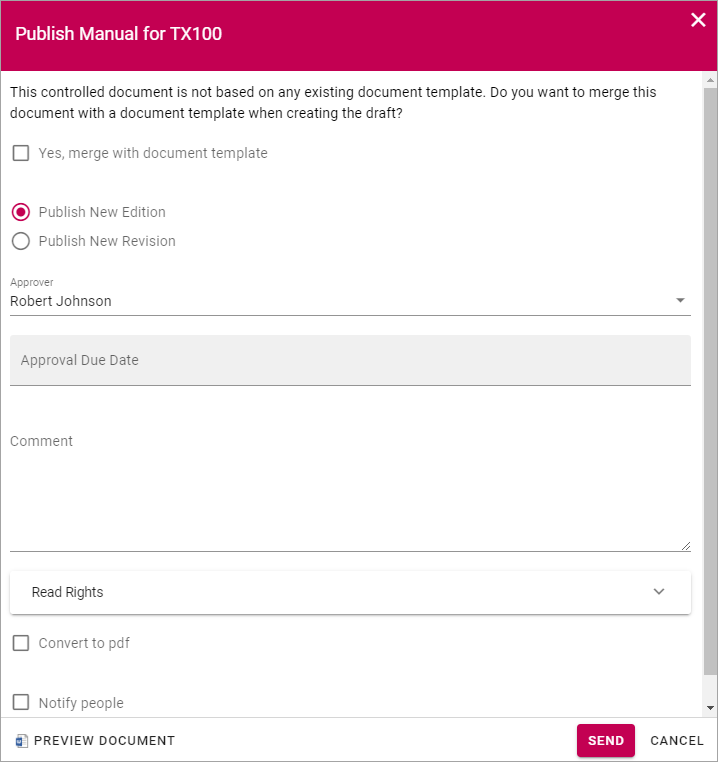 Publish Manual for TX100
This controlled document is not based on any existing document template. Do you want to merge this
document with a document template when creating the draft?
Yes, merge with document template
Publish New Edition
Publish New Revision
Approver
Robert Johnson
Approval Due Date
Comment
Read Rights
Convert to pdf
Notify people
PREVIEW DOCUMENT
SEND
CANCEL